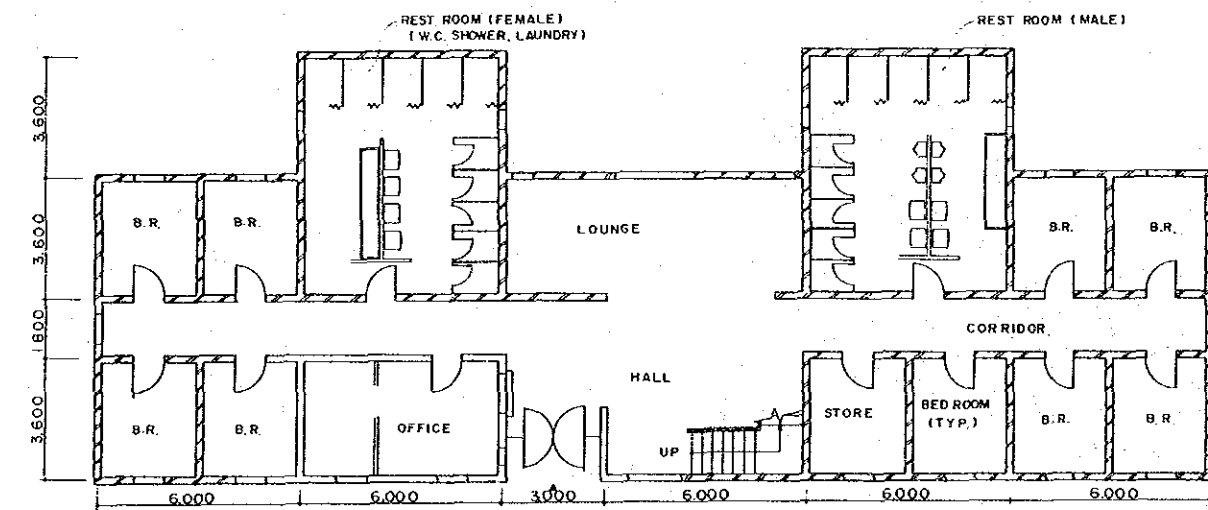 REST ROOM (FEMALE)
(W.C. SHOWER, LAUNDRY)
REST ROOM (MALE)
3,600
3,600
1,800
3,600
B.R.
B.R.
LOUNGE
B.R.
B.R.
CORRIDOR
HALL
B.R.
B.R.
OFFICE
UP
STORE
BED ROOM
(TYP.)
B.R.
B.R.
6,000
6,000
3,000
6,000
6,000
6,000